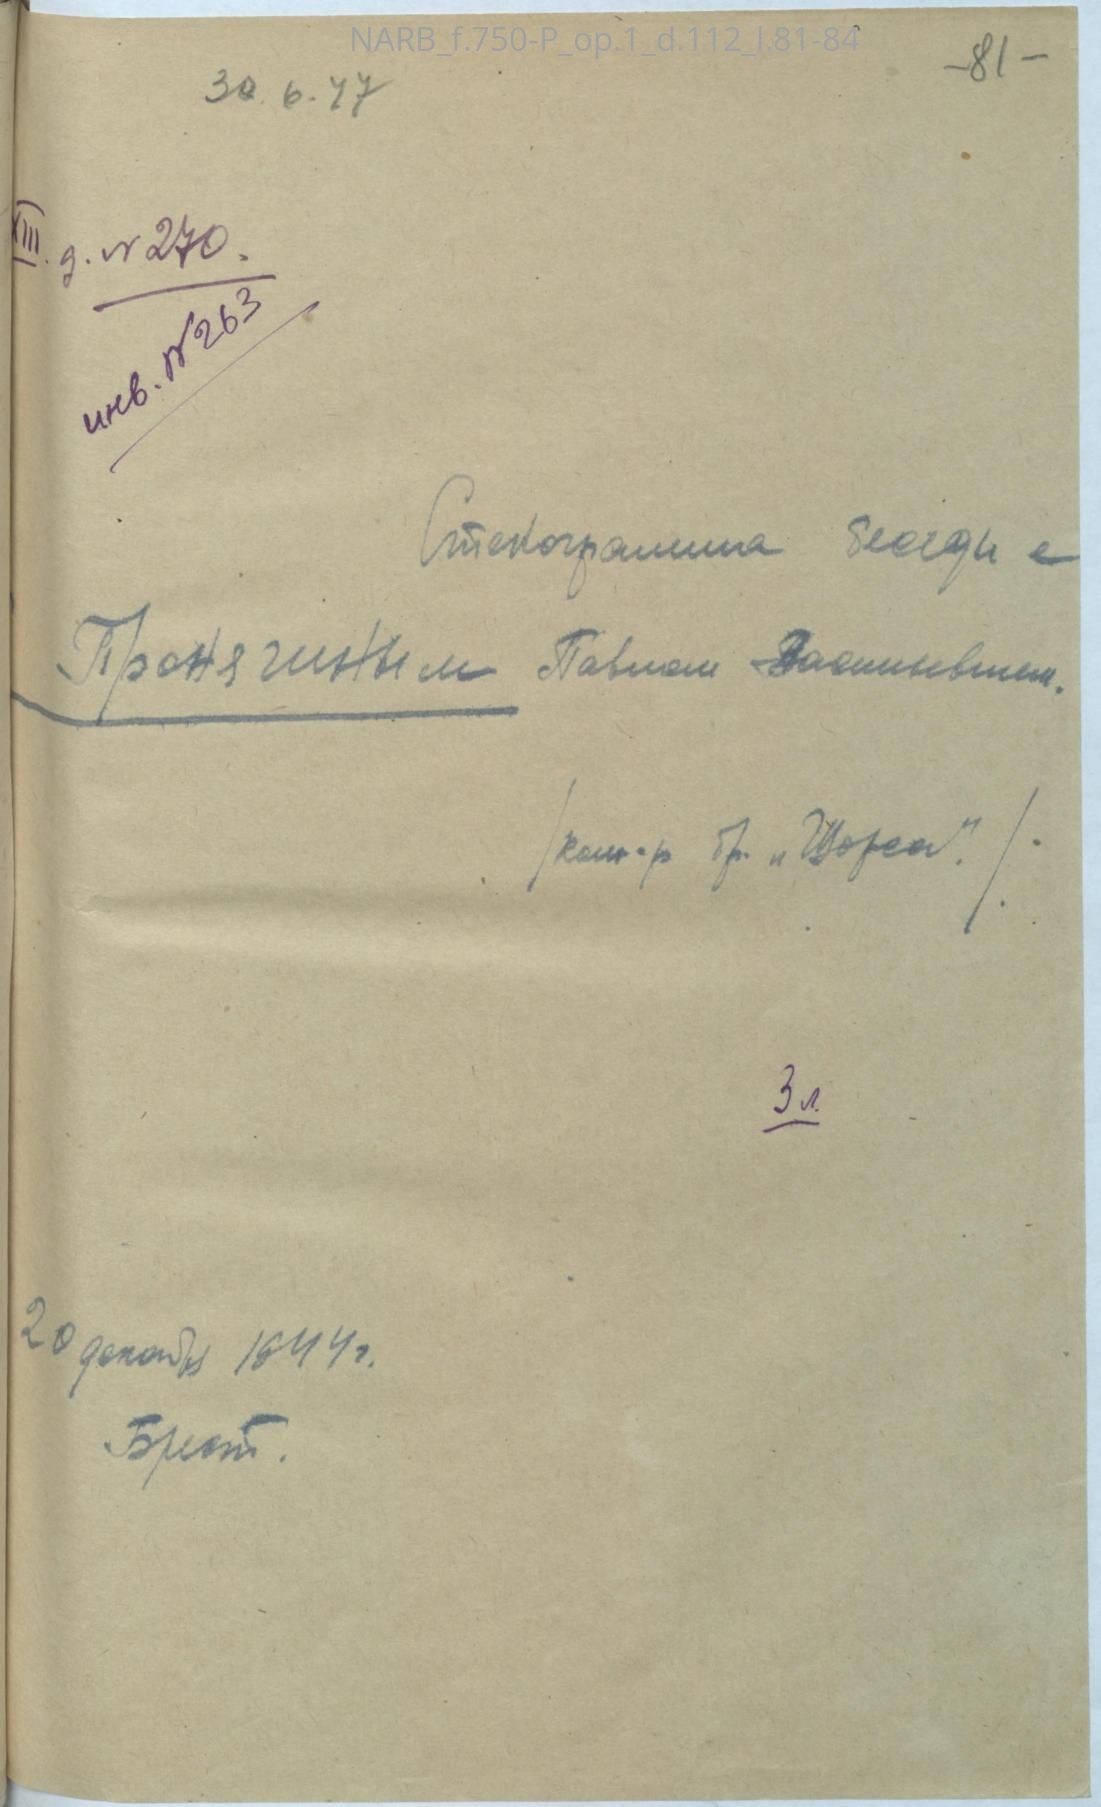 NARB_f.750-P_op.1_d.112_l.81-84
-81-
30.6.47
XIII. д. № 270.
инв. № 263
Стенограмма беседы с
Пронягиным Павлом Васильевичем.
/ком-р бр. „Щорса"./.
3 л.
20 декабря 1944 г.
Брест.